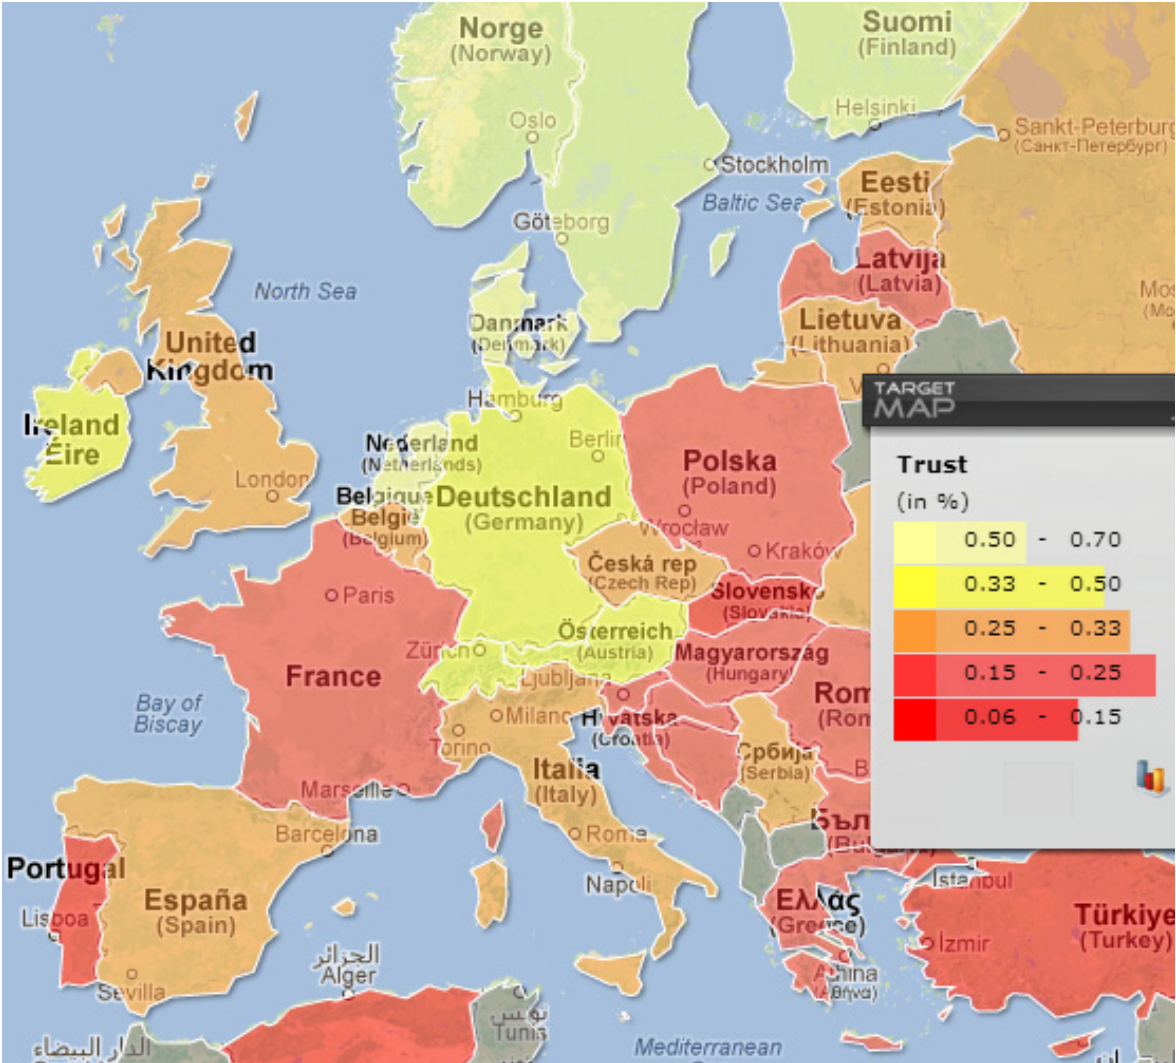 Norge
(Norway)
Suomi
(Finland)
Oslo
Helsinki
Sankt-Peterburg
(Санкт-Петербург)
Stockholm
Baltic Sea
Eesti
(Estonia)
Göteborg
Latvija
(Latvia)
North Sea
Danmark
(Denmark)
Lietuva
(Lithuania)
United
Kingdom
Hamburg
TARGET
MAP
Ireland
Éire
Nederland
(Netherlands)
Berlin
Polska
(Poland)
Trust
(in %)
London
Belgique
België
(Belgium)
Deutschland
(Germany)
Wrocław
Kraków
0.50 - 0.70
Česká rep
(Czech Rep)
0.33 - 0.50
Paris
Slovensko
(Slovakia)
0.25 - 0.33
Zürich
Österreich
(Austria)
Magyarország
(Hungary)
France
Ljubljana
0.15 - 0.25
Bay of
Biscay
Milano
Hrvatska
(Croatia)
Rom
(Rom
0.06 - 0.15
Torino
Србија
(Serbia)
Italia
(Italy)
Marseille
Barcelona
Roma
Portugal
Napoli
Istanbul
España
(Spain)
Lisboa
Ελλάς
(Greece)
Türkiye
(Turkey)
Izmir
الجزائر
Alger
Sevilla
Athina
(Αθήνα)
تونس
Tunis
الدار البيضاء
Mediterranean